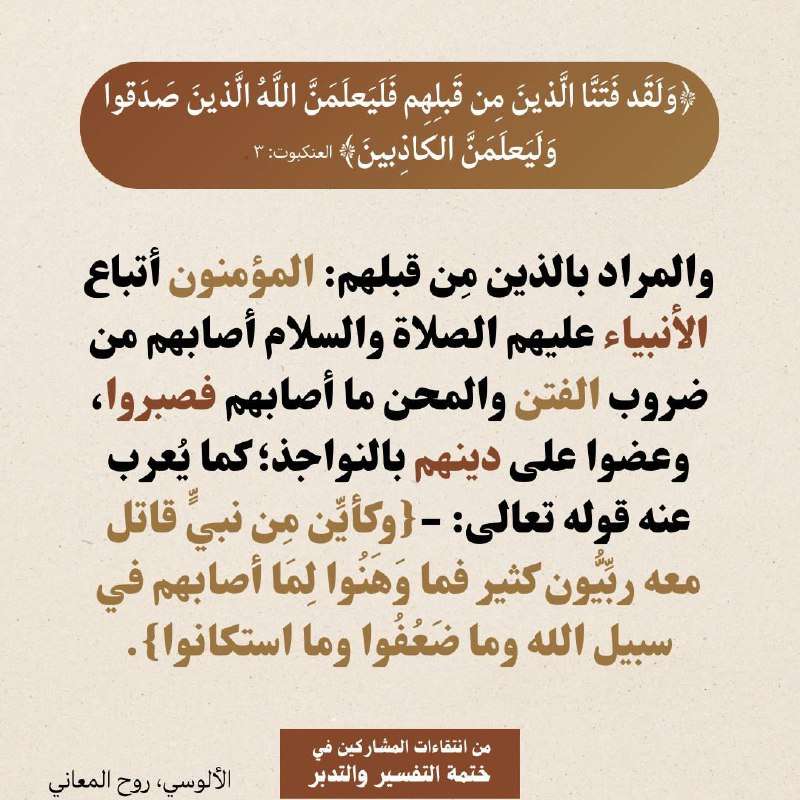 ﴿وَلَقَد فَتَنَّا الَّذينَ مِن قَبلِهِم فَلَيَعلَمَنَّ اللَّهُ الَّذينَ صَدَقوا
وَلَيَعلَمَنَّ الكاذِبينَ﴾ العنكبوت: ٣
والمراد بالذين مِن قبلهم: المؤمنون أتباع
الأنبياء عليهم الصلاة والسلام أصابهم من
ضروب الفتن والمحن ما أصابهم فصبروا،
وعضوا على دينهم بالنواجذ؛ كما يُعرب
عنه قوله تعالى: -{وكأيِّن مِن نبيٍّ قاتل
معه ربِّيُّون كثير فما وَهَنُوا لِمَا أصابهم في
سبيل الله وما ضَعُفُوا وما استكانوا}.
من انتقاءات المشاركين في
ختمة التفسير والتدبر
الألوسي، روح المعاني